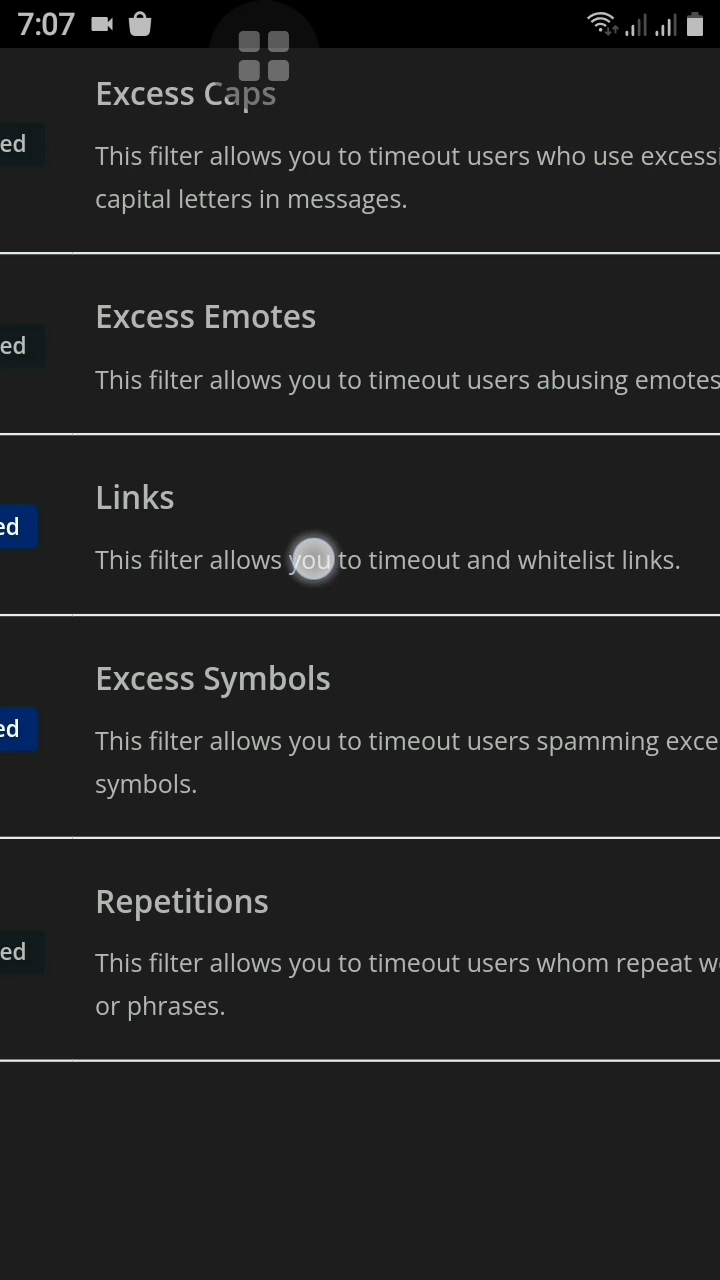 7:07
Excess Caps
ed
This filter allows you to timeout users who use excessi
capital letters in messages.
Excess Emotes
ed
This filter allows you to timeout users abusing emotes
Links
ed
This filter allows you to timeout and whitelist links.
Excess Symbols
ed
This filter allows you to timeout users spamming exce
symbols.
Repetitions
ed
This filter allows you to timeout users whom repeat w
or phrases.